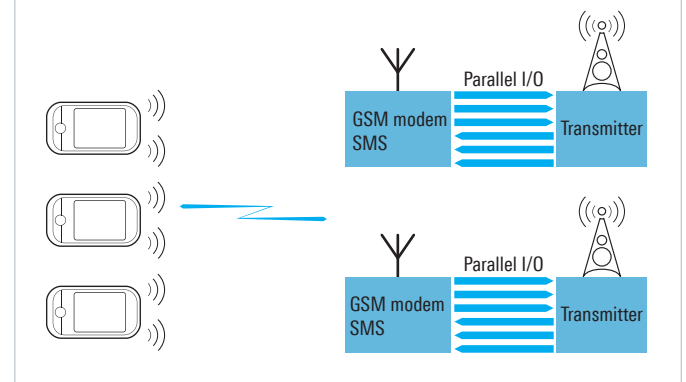 Parallel I/O
GSM modem
SMS
Transmitter
Parallel I/O
GSM modem
SMS
Transmitter